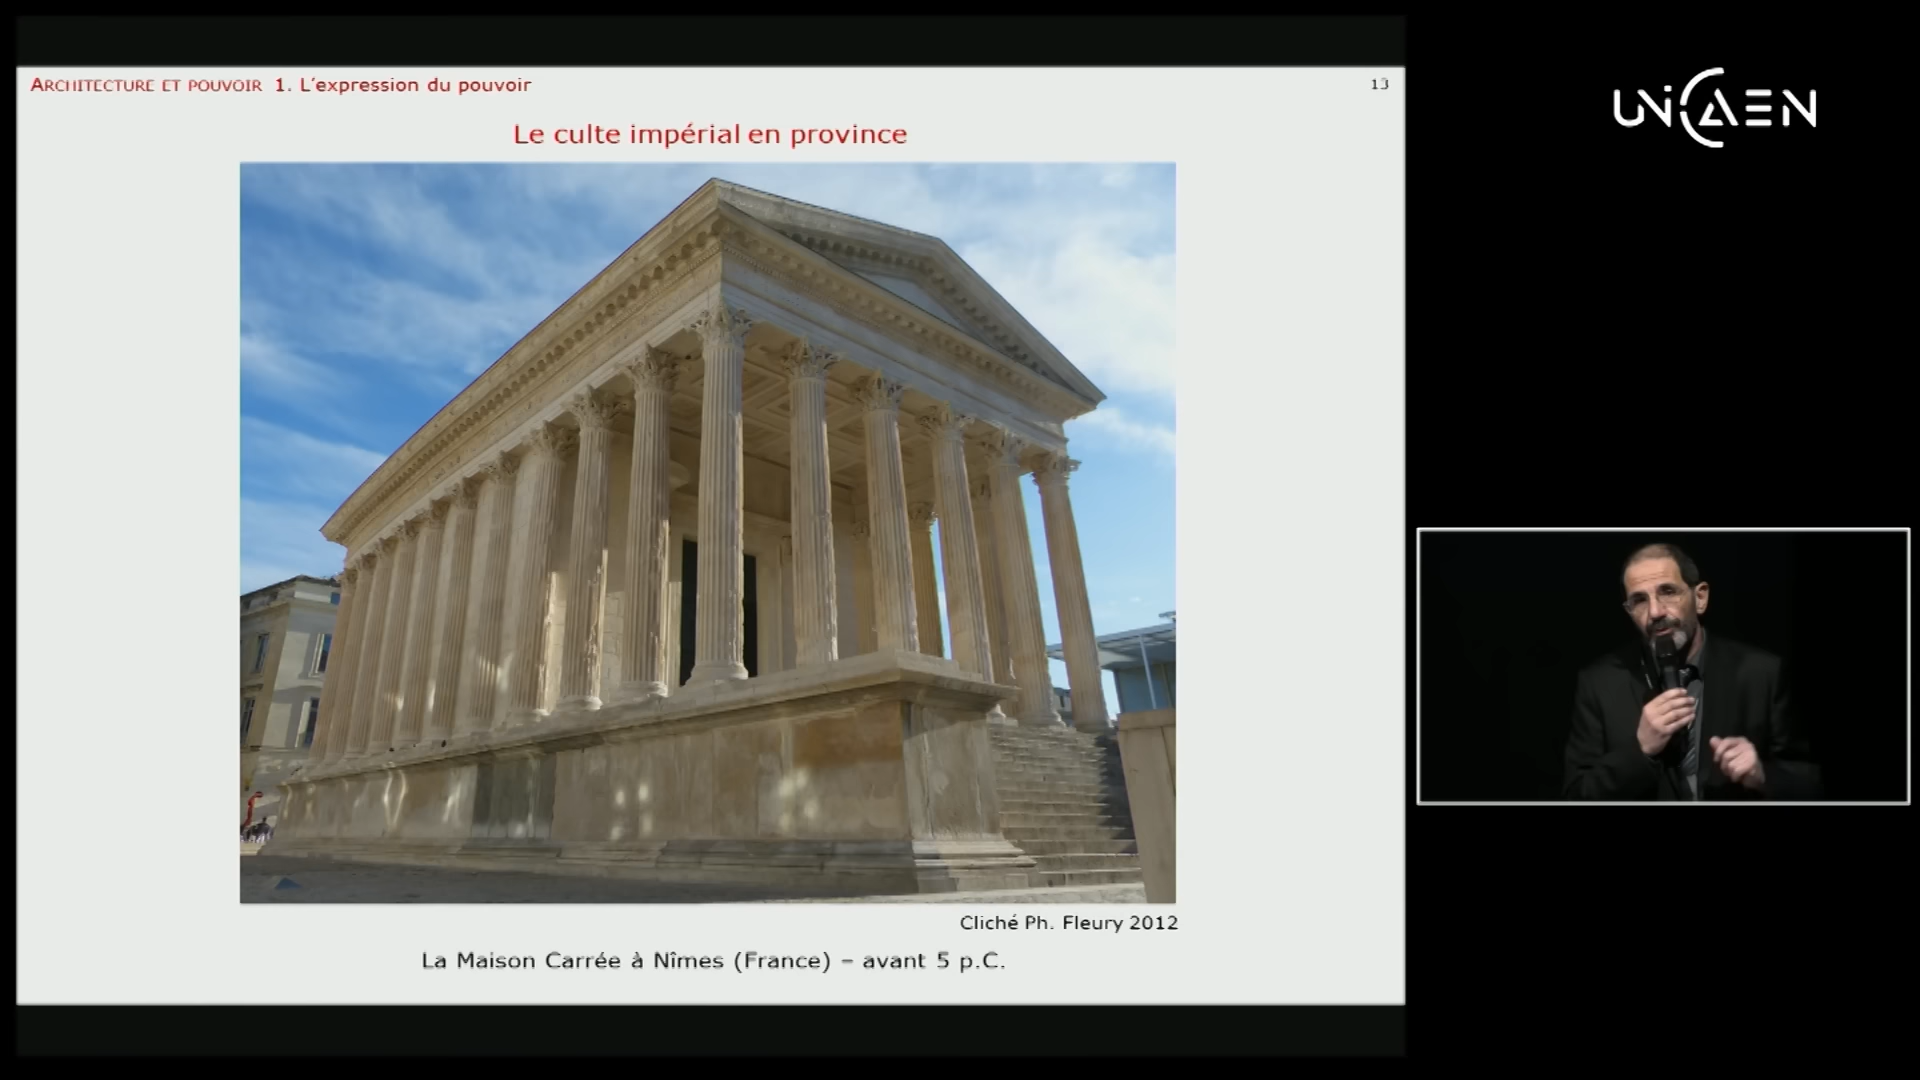 ARCHITECTURE ET POUVOIR 1. L'expression du pouvoir
13
Le culte impérial en province
Cliché Ph. Fleury 2012
La Maison Carrée à Nîmes (France) – avant 5 p.C.
UNICAEN